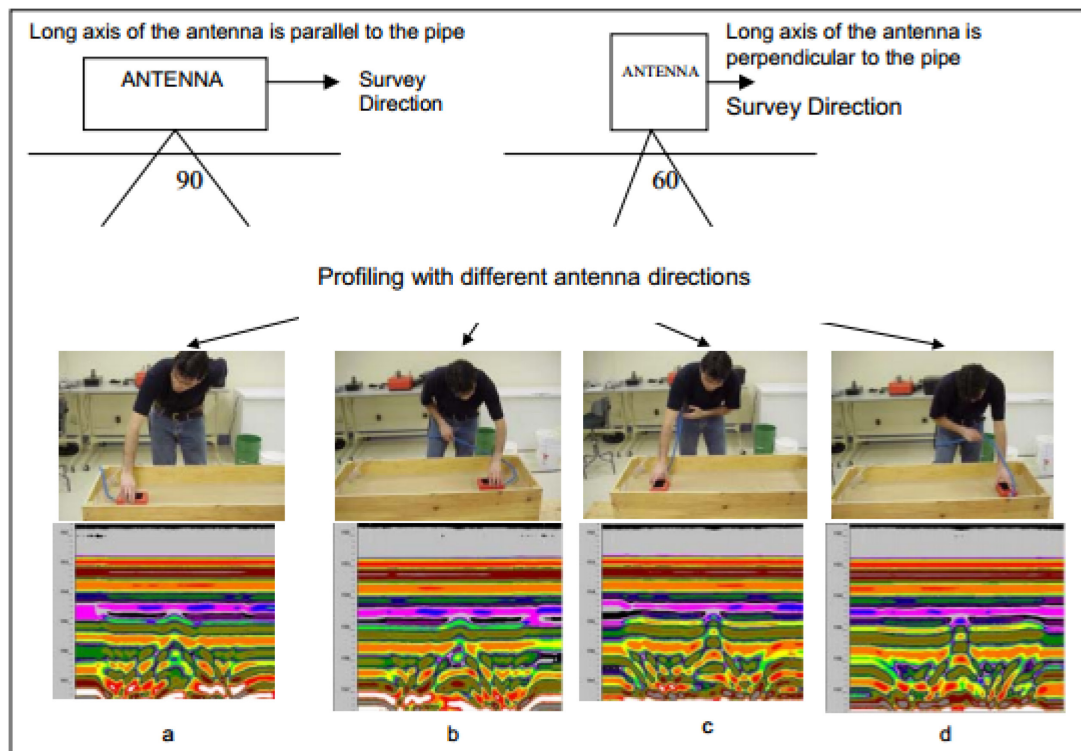 Long axis of the antenna is parallel to the pipe
ANTENNA
Survey
Direction
90
Long axis of the antenna is
perpendicular to the pipe
ANTENNA
Survey Direction
60
Profiling with different antenna directions
a
b
c
d